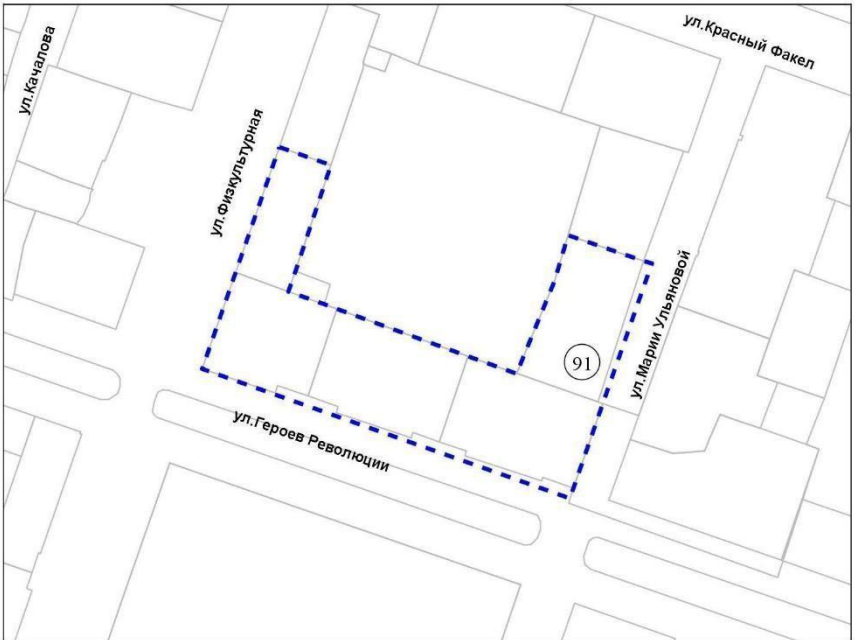 ул.Красный Факел
ул.Качалова
ул.Физкультурная
ул.Марии Ульяновой
91
ул.Героев Революции